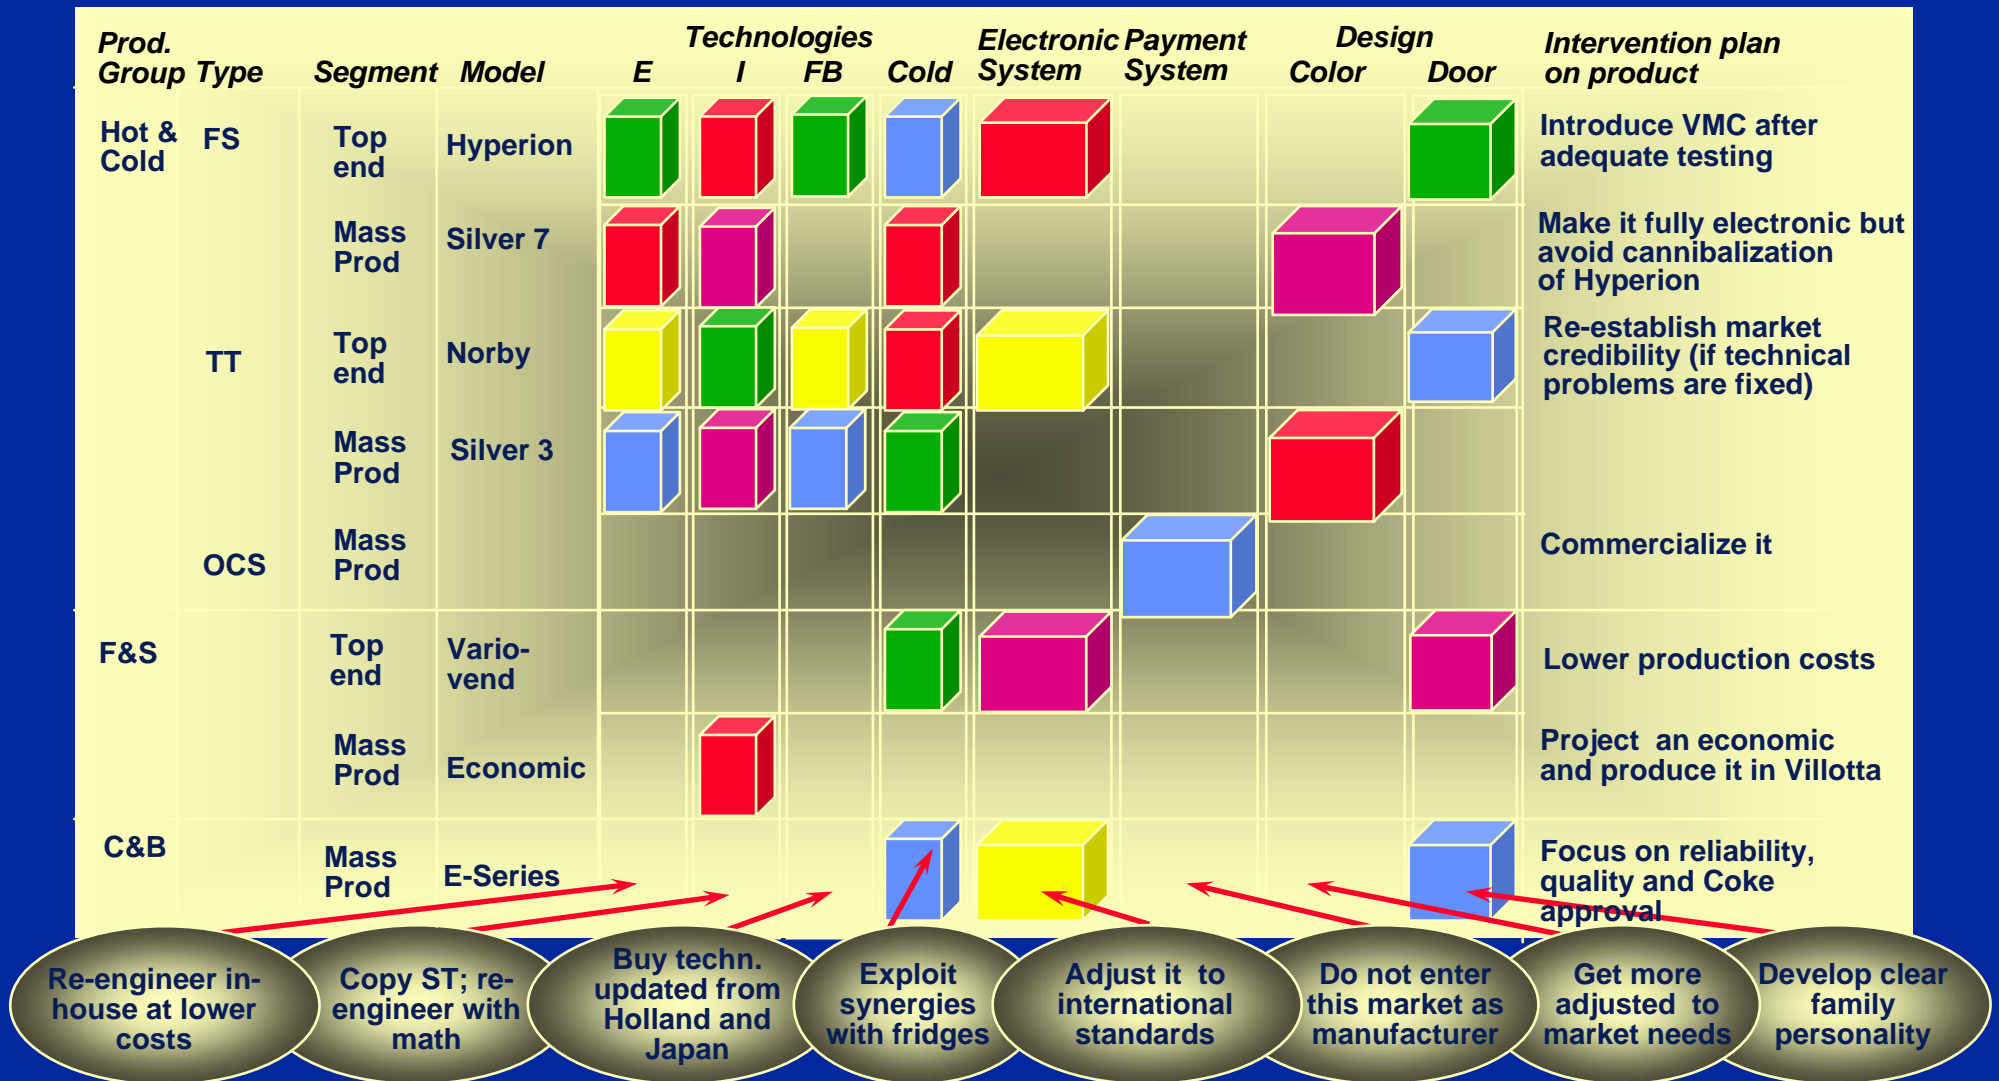 Prod.
Group
Type
Segment
Model
Technologies
E
I
FB
Cold
Electronic
System
Payment
System
Design
Color
Door
Intervention plan
on product
Hot &
Cold
FS
Top
end
Hyperion
Introduce VMC after
adequate testing
Mass
Prod
Silver 7
Make it fully electronic but
avoid cannibalization
of Hyperion
TT
Top
end
Norby
Re-establish market
credibility (if technical
problems are fixed)
Mass
Prod
Silver 3
OCS
Mass
Prod
Commercialize it
F&S
Top
end
Vario-
vend
Lower production costs
Mass
Prod
Economic
Project an economic
and produce it in Villotta
C&B
Mass
Prod
E-Series
Focus on reliability,
quality and Coke
approval
Re-engineer in-
house at lower
costs
Copy ST; re-
engineer with
math
Buy techn.
updated from
Holland and
Japan
Exploit
synergies
with fridges
Adjust it to
international
standards
Do not enter
this market as
manufacturer
Get more
adjusted to
market needs
Develop clear
family
personality